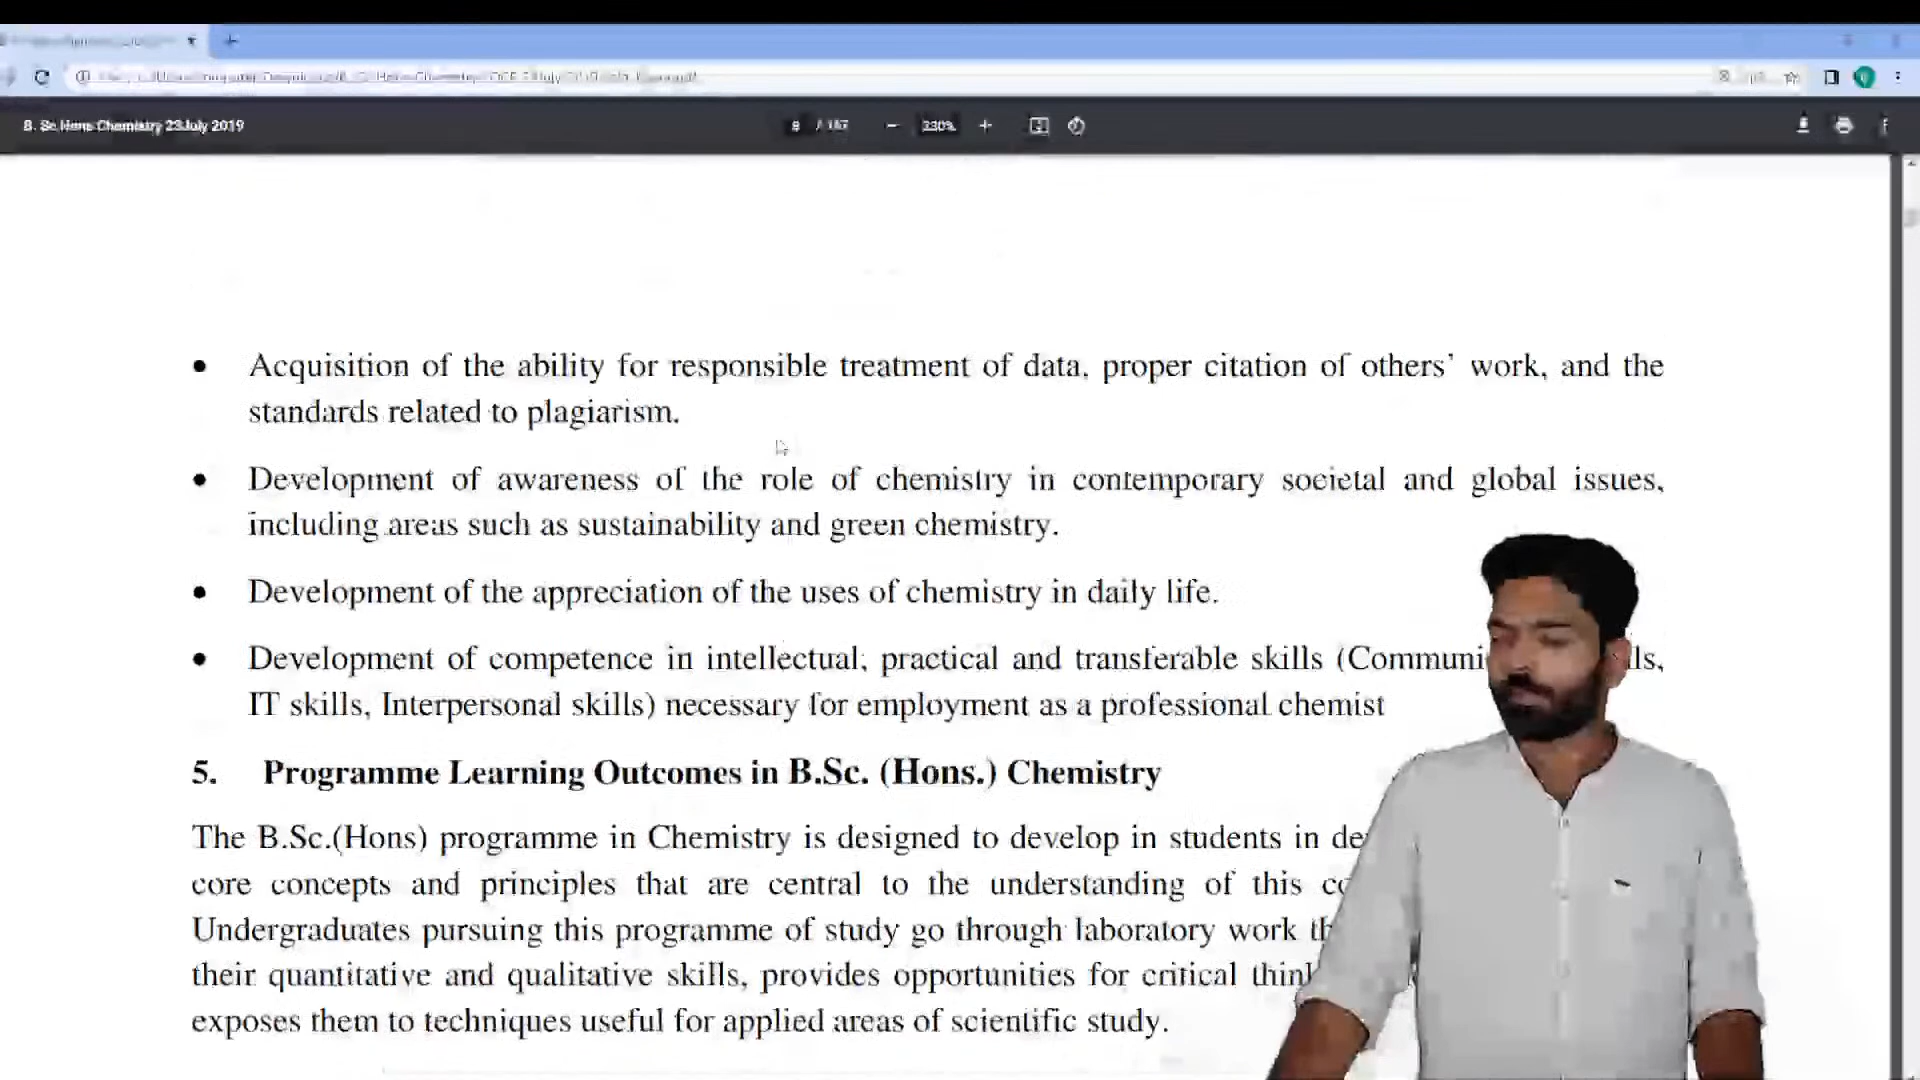 B. Sc Hons Chemistry 23July 2019
330%
• Acquisition of the ability for responsible treatment of data, proper citation of others’ work, and the
standards related to plagiarism.
• Development of awareness of the role of chemistry in contemporary societal and global issues,
including areas such as sustainability and green chemistry.
• Development of the appreciation of the uses of chemistry in daily life.
• Development of competence in intellectual, practical and transferable skills (Communi ls,
IT skills, Interpersonal skills) necessary for employment as a professional chemist
5. Programme Learning Outcomes in B.Sc. (Hons.) Chemistry
The B.Sc.(Hons) programme in Chemistry is designed to develop in students in de
core concepts and principles that are central to the understanding of this co
Undergraduates pursuing this programme of study go through laboratory work th
their quantitative and qualitative skills, provides opportunities for critical think
exposes them to techniques useful for applied areas of scientific study.